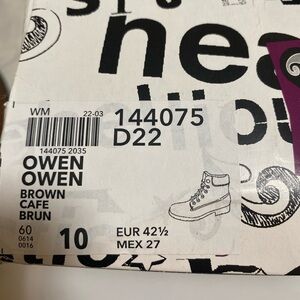 hea
WM
22-03
144075
D22
144075 2035
OWEN
OWEN
BROWN
CAFE
BRUN
60
0614
0016
10
EUR 42½
MEX 27